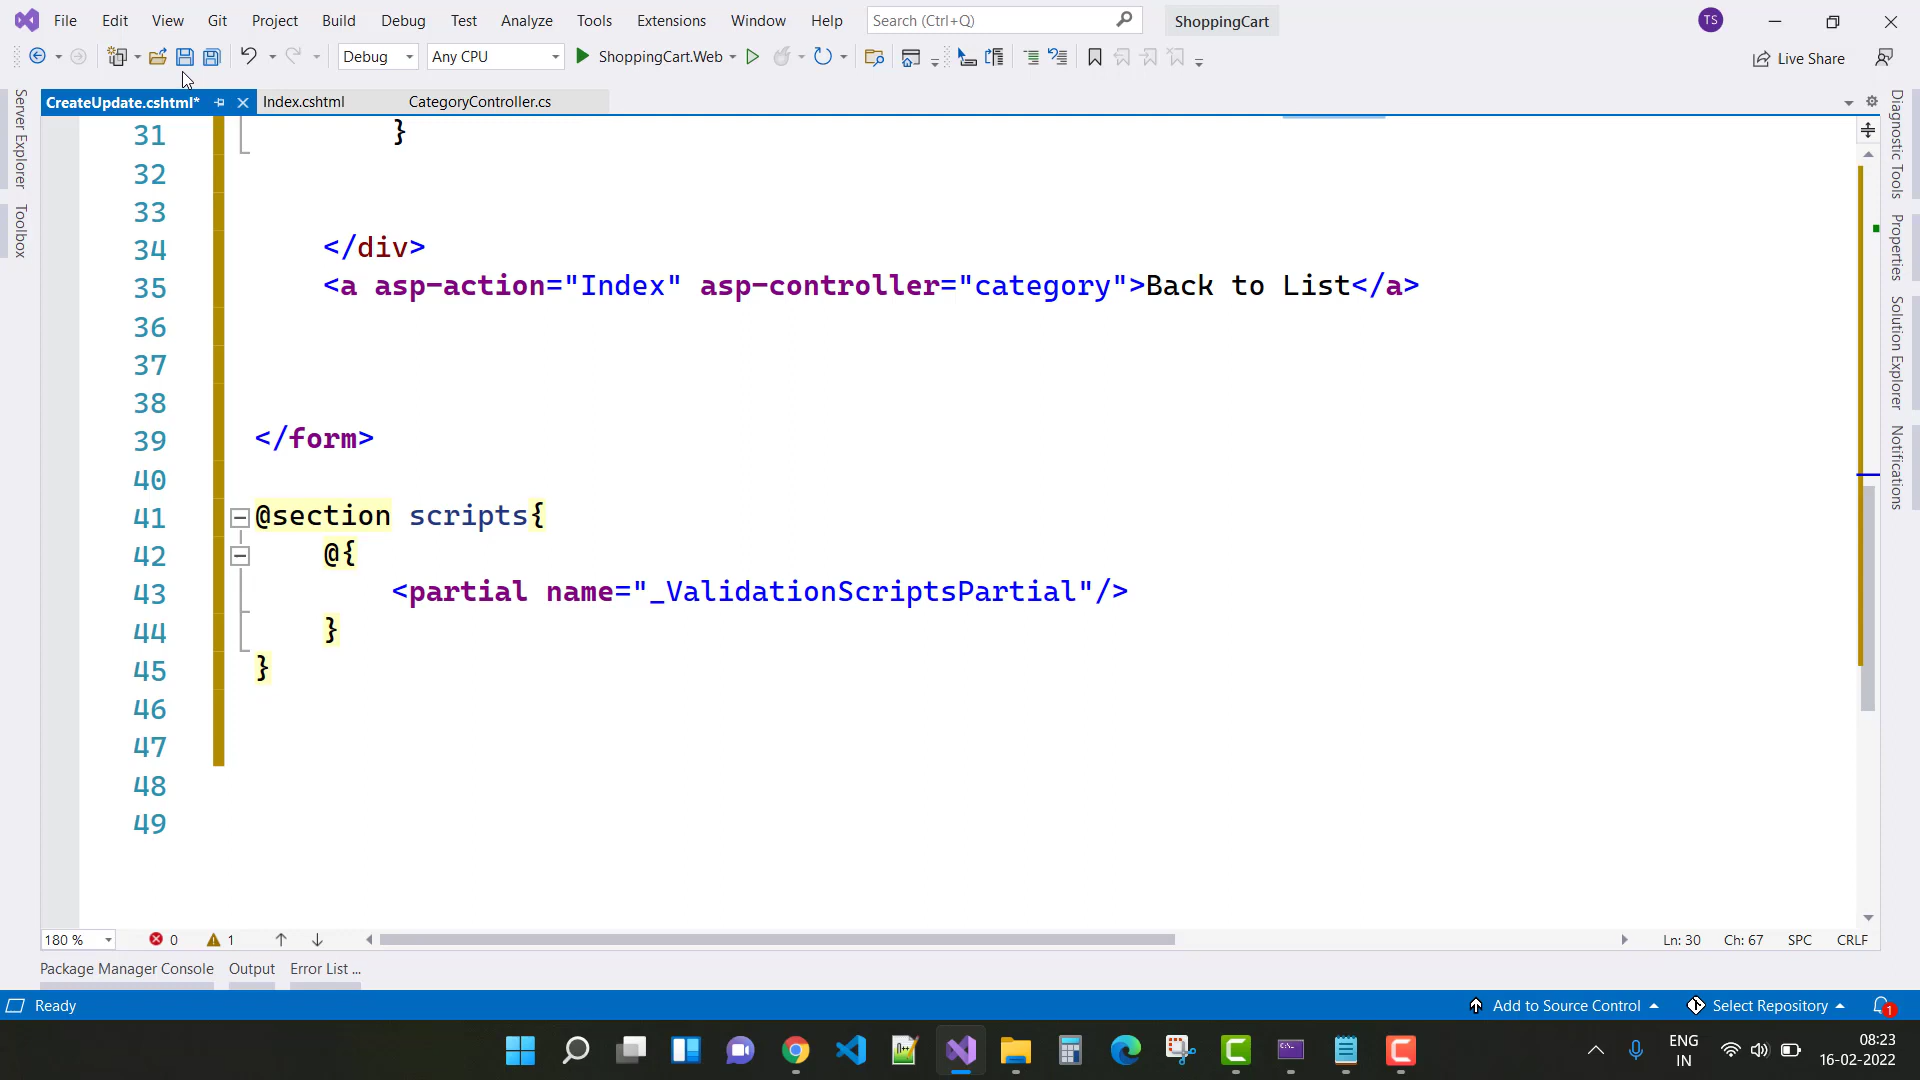 File Edit View Git Project Build Debug Test Analyze Tools Extensions Window Help Search (Ctrl+Q) ShoppingCart TS
Debug Any CPU ShoppingCart.Web Live Share
CreateUpdate.cshtml* Index.cshtml CategoryController.cs
Server Explorer
Toolbox
31 }
32
33
34 </div>
35 <a asp-action="Index" asp-controller="category">Back to List</a>
36
37
38
39 </form>
40
41 @section scripts{
42 @{
43 <partial name="_ValidationScriptsPartial"/>
44 }
45 }
46
47
48
49
Diagnostic Tools
Properties
Solution Explorer
Notifications
180 % 0 1 Ln: 30 Ch: 67 SPC CRLF
Package Manager Console Output Error List ...
Ready Add to Source Control Select Repository 1
ENG
IN
08:23
16-02-2022